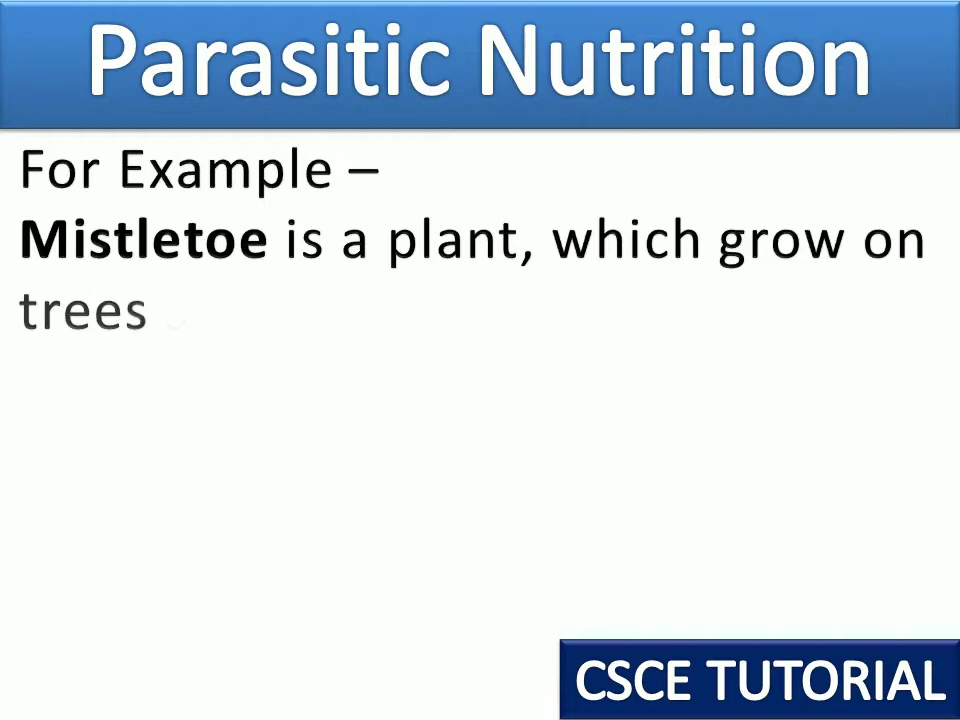 Parasitic Nutrition
For Example –
Mistletoe is a plant, which grow on
trees
CSCE TUTORIAL